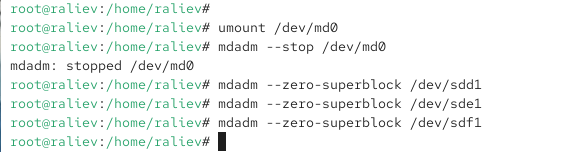 root@raliev:/home/raliev#
root@raliev:/home/raliev# umount /dev/md0
root@raliev:/home/raliev# mdadm --stop /dev/md0
mdadm: stopped /dev/md0
root@raliev:/home/raliev# mdadm --zero-superblock /dev/sdd1
root@raliev:/home/raliev# mdadm --zero-superblock /dev/sde1
root@raliev:/home/raliev# mdadm --zero-superblock /dev/sdf1
root@raliev:/home/raliev#